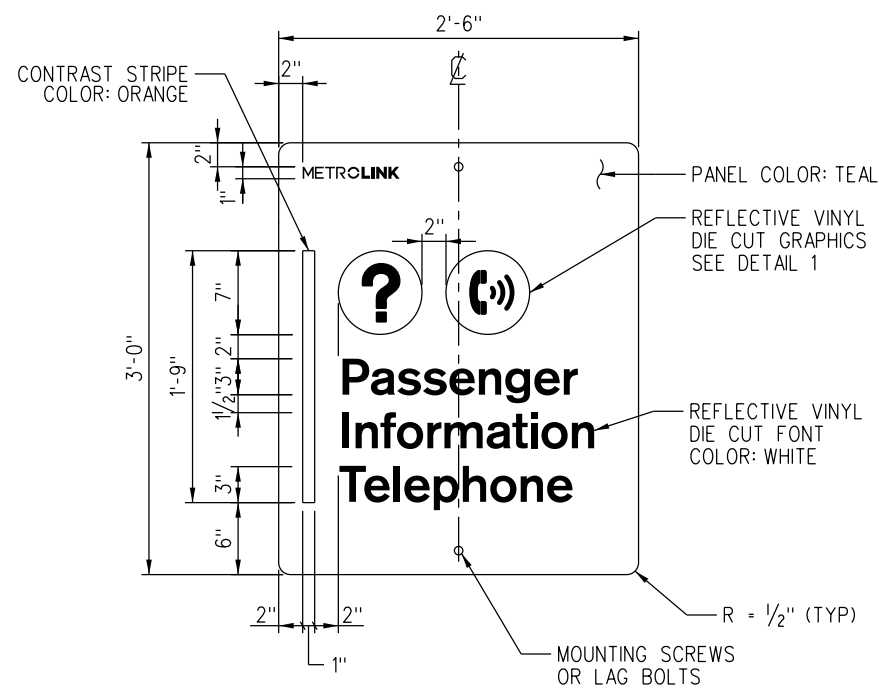 2'-6"
CONTRAST STRIPE
COLOR: ORANGE
2"
℄
2"
1"
METROLINK
PANEL COLOR: TEAL
REFLECTIVE VINYL
DIE CUT GRAPHICS
SEE DETAIL 1
2"
?
3'-0"
1'-9"
7"
2"
3"
1½"
3"
6"
Passenger
Information
Telephone
REFLECTIVE VINYL
DIE CUT FONT
COLOR: WHITE
2"
2"
1"
R = ½" (TYP)
MOUNTING SCREWS
OR LAG BOLTS